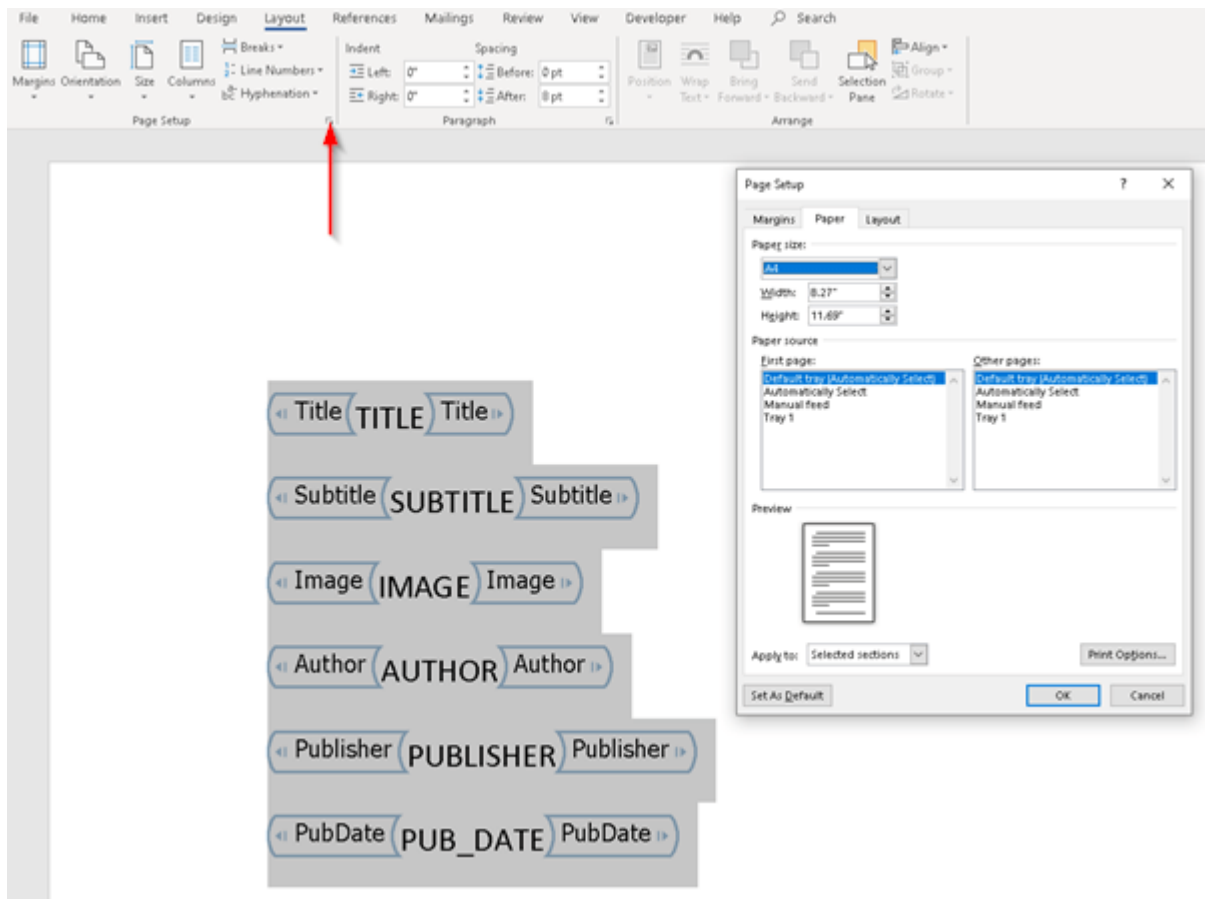 File Home Insert Design Layout References Mailings Review View Developer Help Search
Breaks
Indent Spacing
Align
Line Numbers
Left: 0" Before: 0 pt
Group
Margins Orientation Size Columns
Position Wrap Text Bring Forward Send Backward Selection Pane
Hyphenation
Right: 0" After: 8 pt
Rotate
Page Setup Paragraph Arrange
Page Setup ?
Margins Paper Layout
Paper size:
A4
Width: 8.27"
Height: 11.69"
Paper source
First page: Other pages:
Default tray (Automatically Select) Default tray (Automatically Select)
Automatically Select Automatically Select
Manual feed Manual feed
Tray 1 Tray 1
Preview
Apply to: Selected sections Print Options...
Set As Default OK Cancel
Title TITLE Title
Subtitle SUBTITLE Subtitle
Image IMAGE Image
Author AUTHOR Author
Publisher PUBLISHER Publisher
PubDate PUB_DATE PubDate